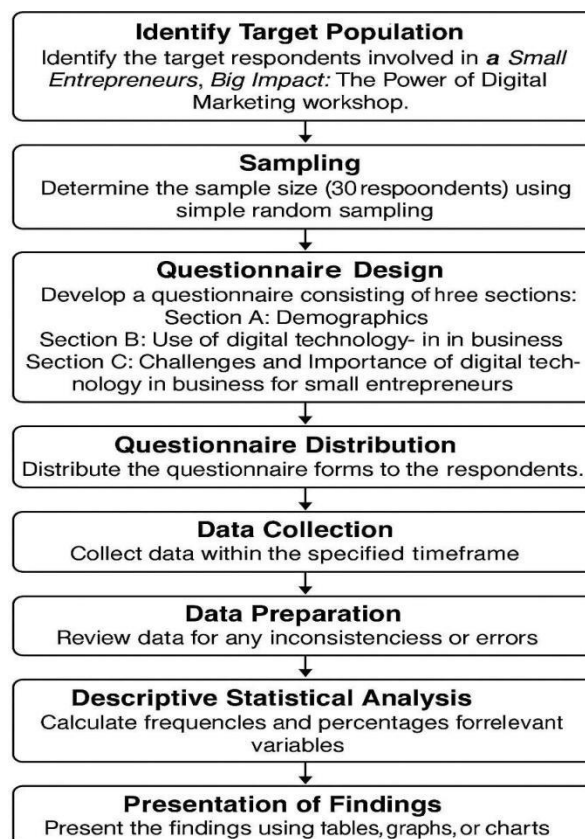 Identify Target Population
Identify the target respondents involved in a Small
Entrepreneurs, Big Impact: The Power of Digital
Marketing workshop.
Sampling
Determine the sample size (30 respoondents) using
simple random sampling
Questionnaire Design
Develop a questionnaire consisting of hree sections:
Section A: Demographics
Section B: Use of digital technology- in in business
Section C: Challenges and Importance of digital tech-
nology in business for small entrepreneurs
Questionnaire Distribution
Distribute the questionnaire forms to the respondents.
Data Collection
Collect data within the specified timeframe
Data Preparation
Review data for any inconsistenciess or errors
Descriptive Statistical Analysis
Calculate frequencles and percentages forrelevant
variables
Presentation of Findings
Present the findings using tables, graphs, or charts